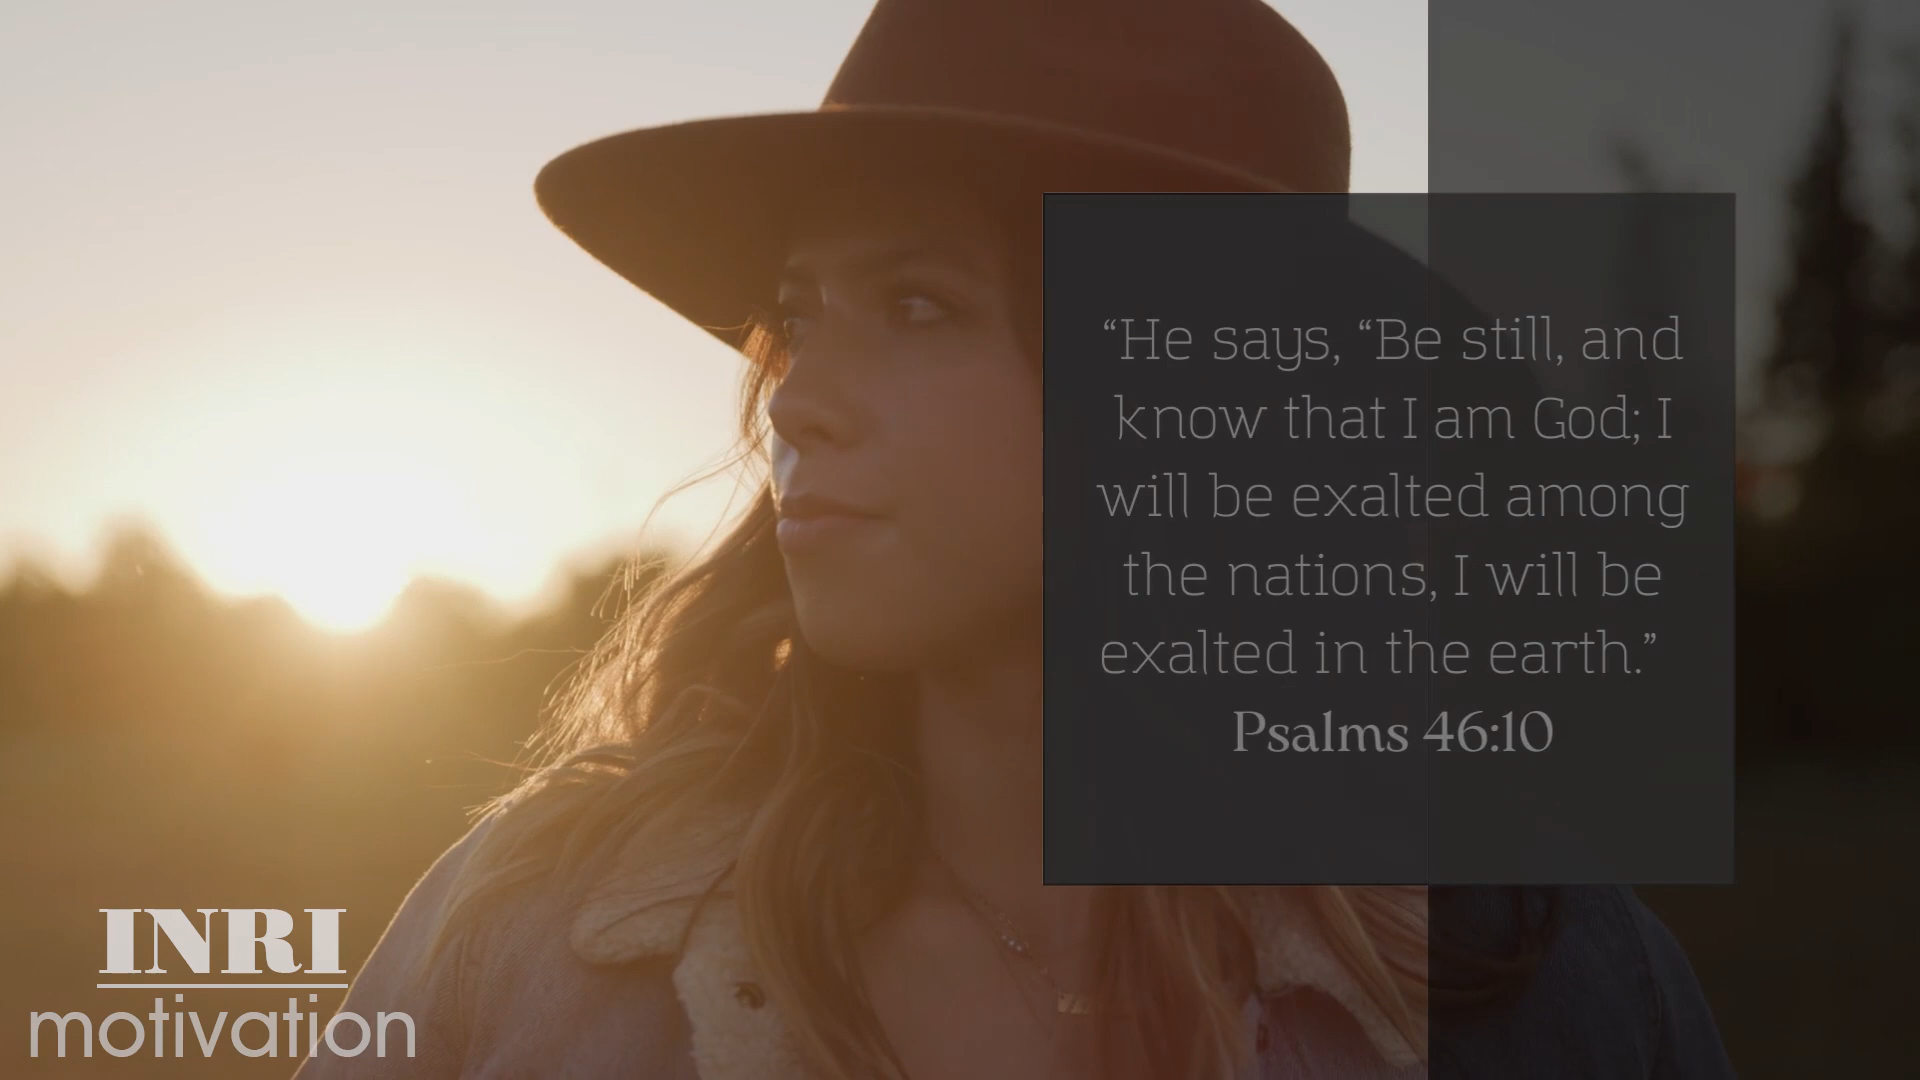 “He says, “Be still, and
know that I am God; I
will be exalted among
the nations, I will be
exalted in the earth.”
Psalms 46:10
INRI
motivation